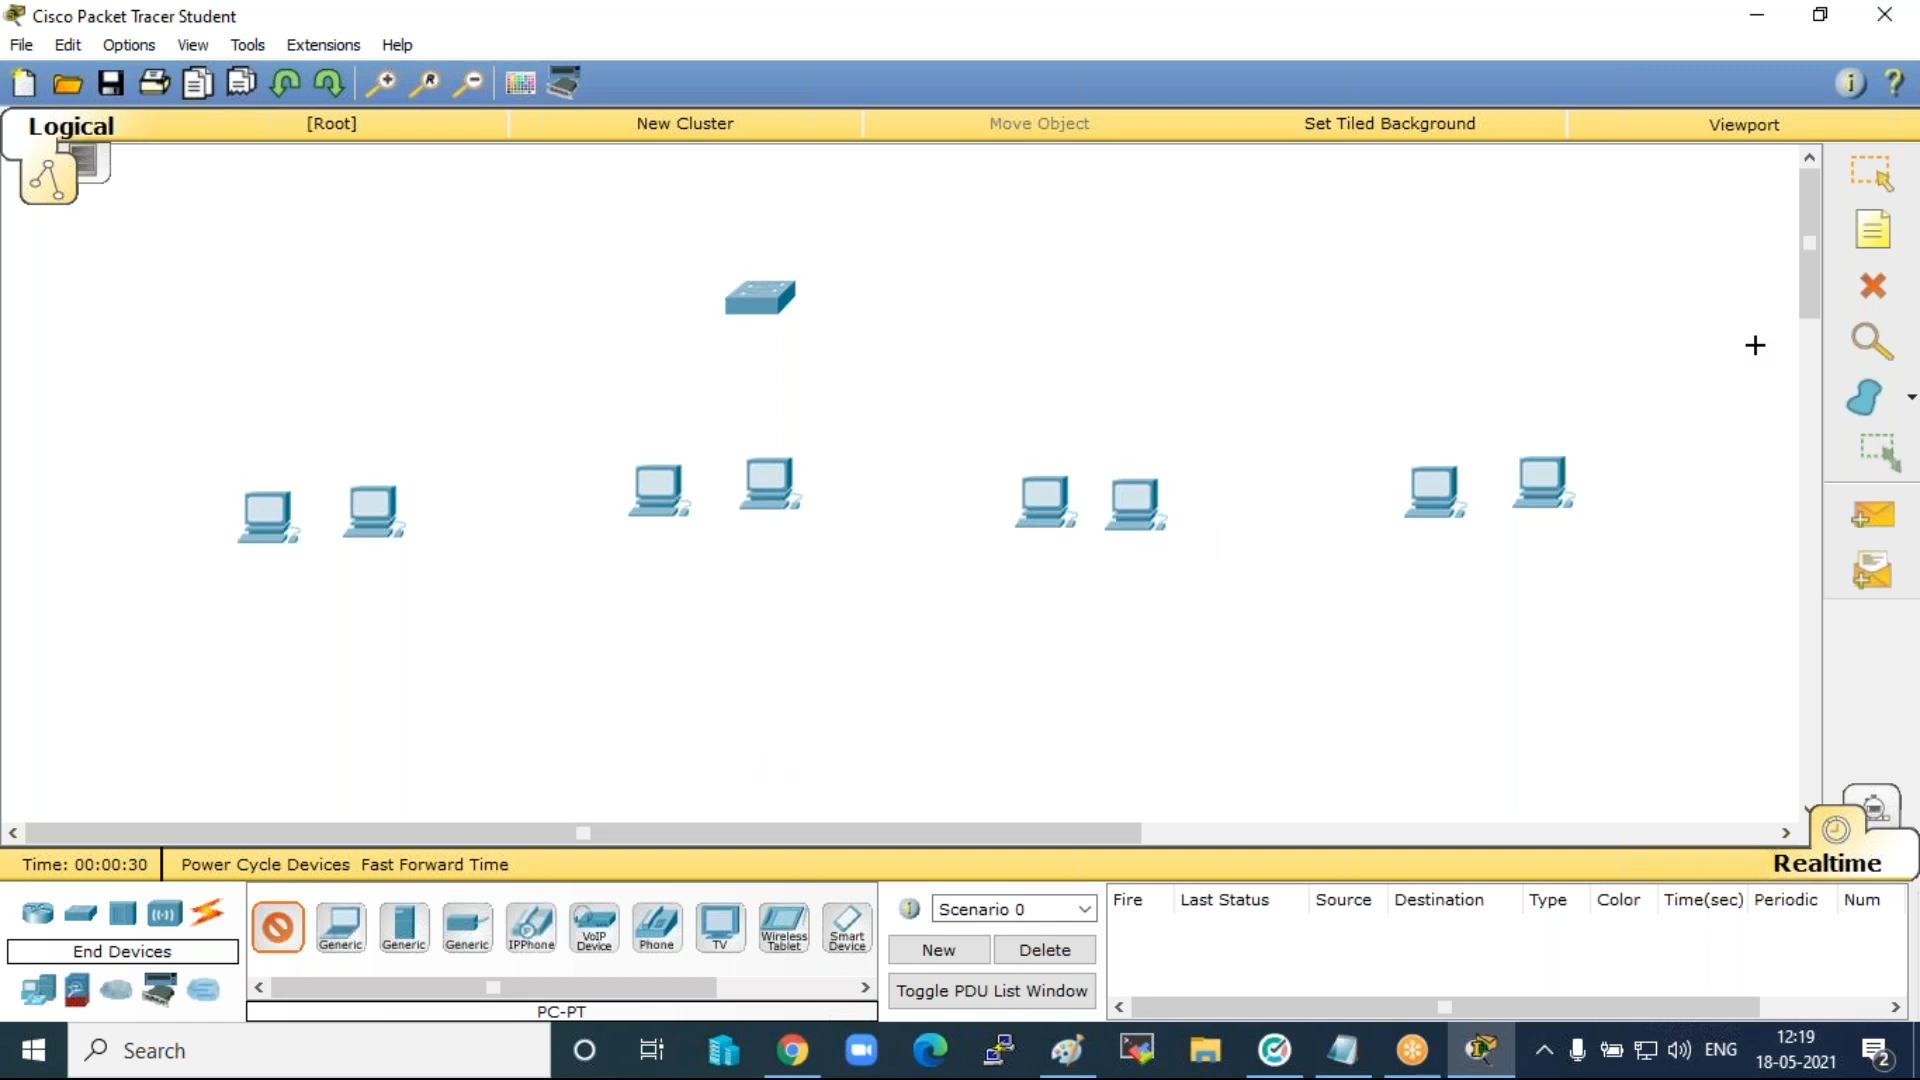 Cisco Packet Tracer Student
File Edit Options View Tools Extensions Help
R
i ?
Logical [Root] New Cluster Move Object Set Tiled Background Viewport
Time: 00:00:30 Power Cycle Devices Fast Forward Time
Realtime
End Devices
Generic Generic Generic IPPhone VoIP Device Phone TV Wireless Tablet Smart Device
PC-PT
i Scenario 0
New Delete
Toggle PDU List Window
Fire Last Status Source Destination Type Color Time(sec) Periodic Num
Search
ENG
12:19
18-05-2021
2